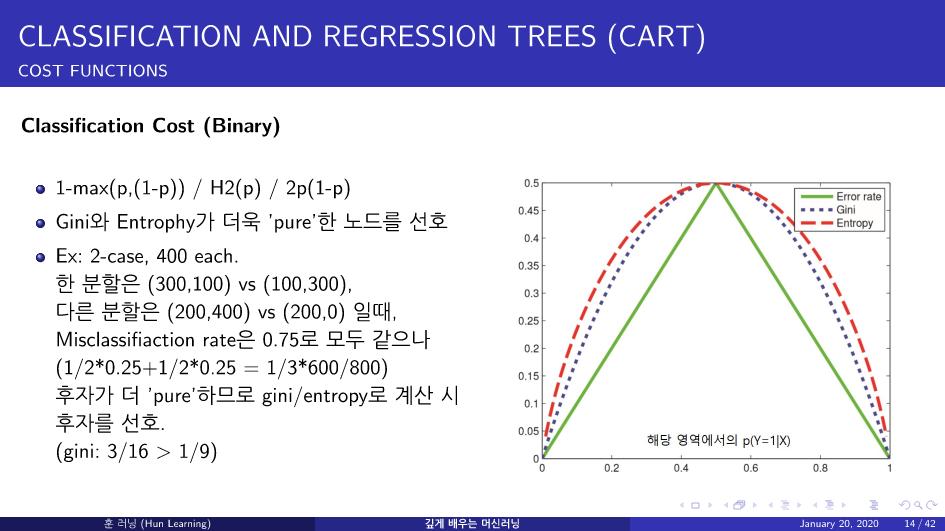 CLASSIFICATION AND REGRESSION TREES (CART)
COST FUNCTIONS
Classification Cost (Binary)
1-max(p,(1-p)) / H2(p) / 2p(1-p)
Gini와 Entrophy가 더욱 'pure'한 노드를 선호
Ex: 2-case, 400 each.
한 분할은 (300,100) vs (100,300),
다른 분할은 (200,400) vs (200,0) 일때,
Misclassifiaction rate은 0.75로 모두 같으나
(1/2*0.25+1/2*0.25 = 1/3*600/800)
후자가 더 'pure'하므로 gini/entropy로 계산 시
후자를 선호.
(gini: 3/16 > 1/9)
0.5
0.45
0.4
0.35
0.3
0.25
0.2
0.15
0.1
0.05
0
0 0.2 0.4 0.6 0.8 1
Error rate
Gini
Entropy
해당 영역에서의 p(Y=1|X)
훈 러닝 (Hun Learning) 깊게 배우는 머신러닝 January 20, 2020 14 / 42